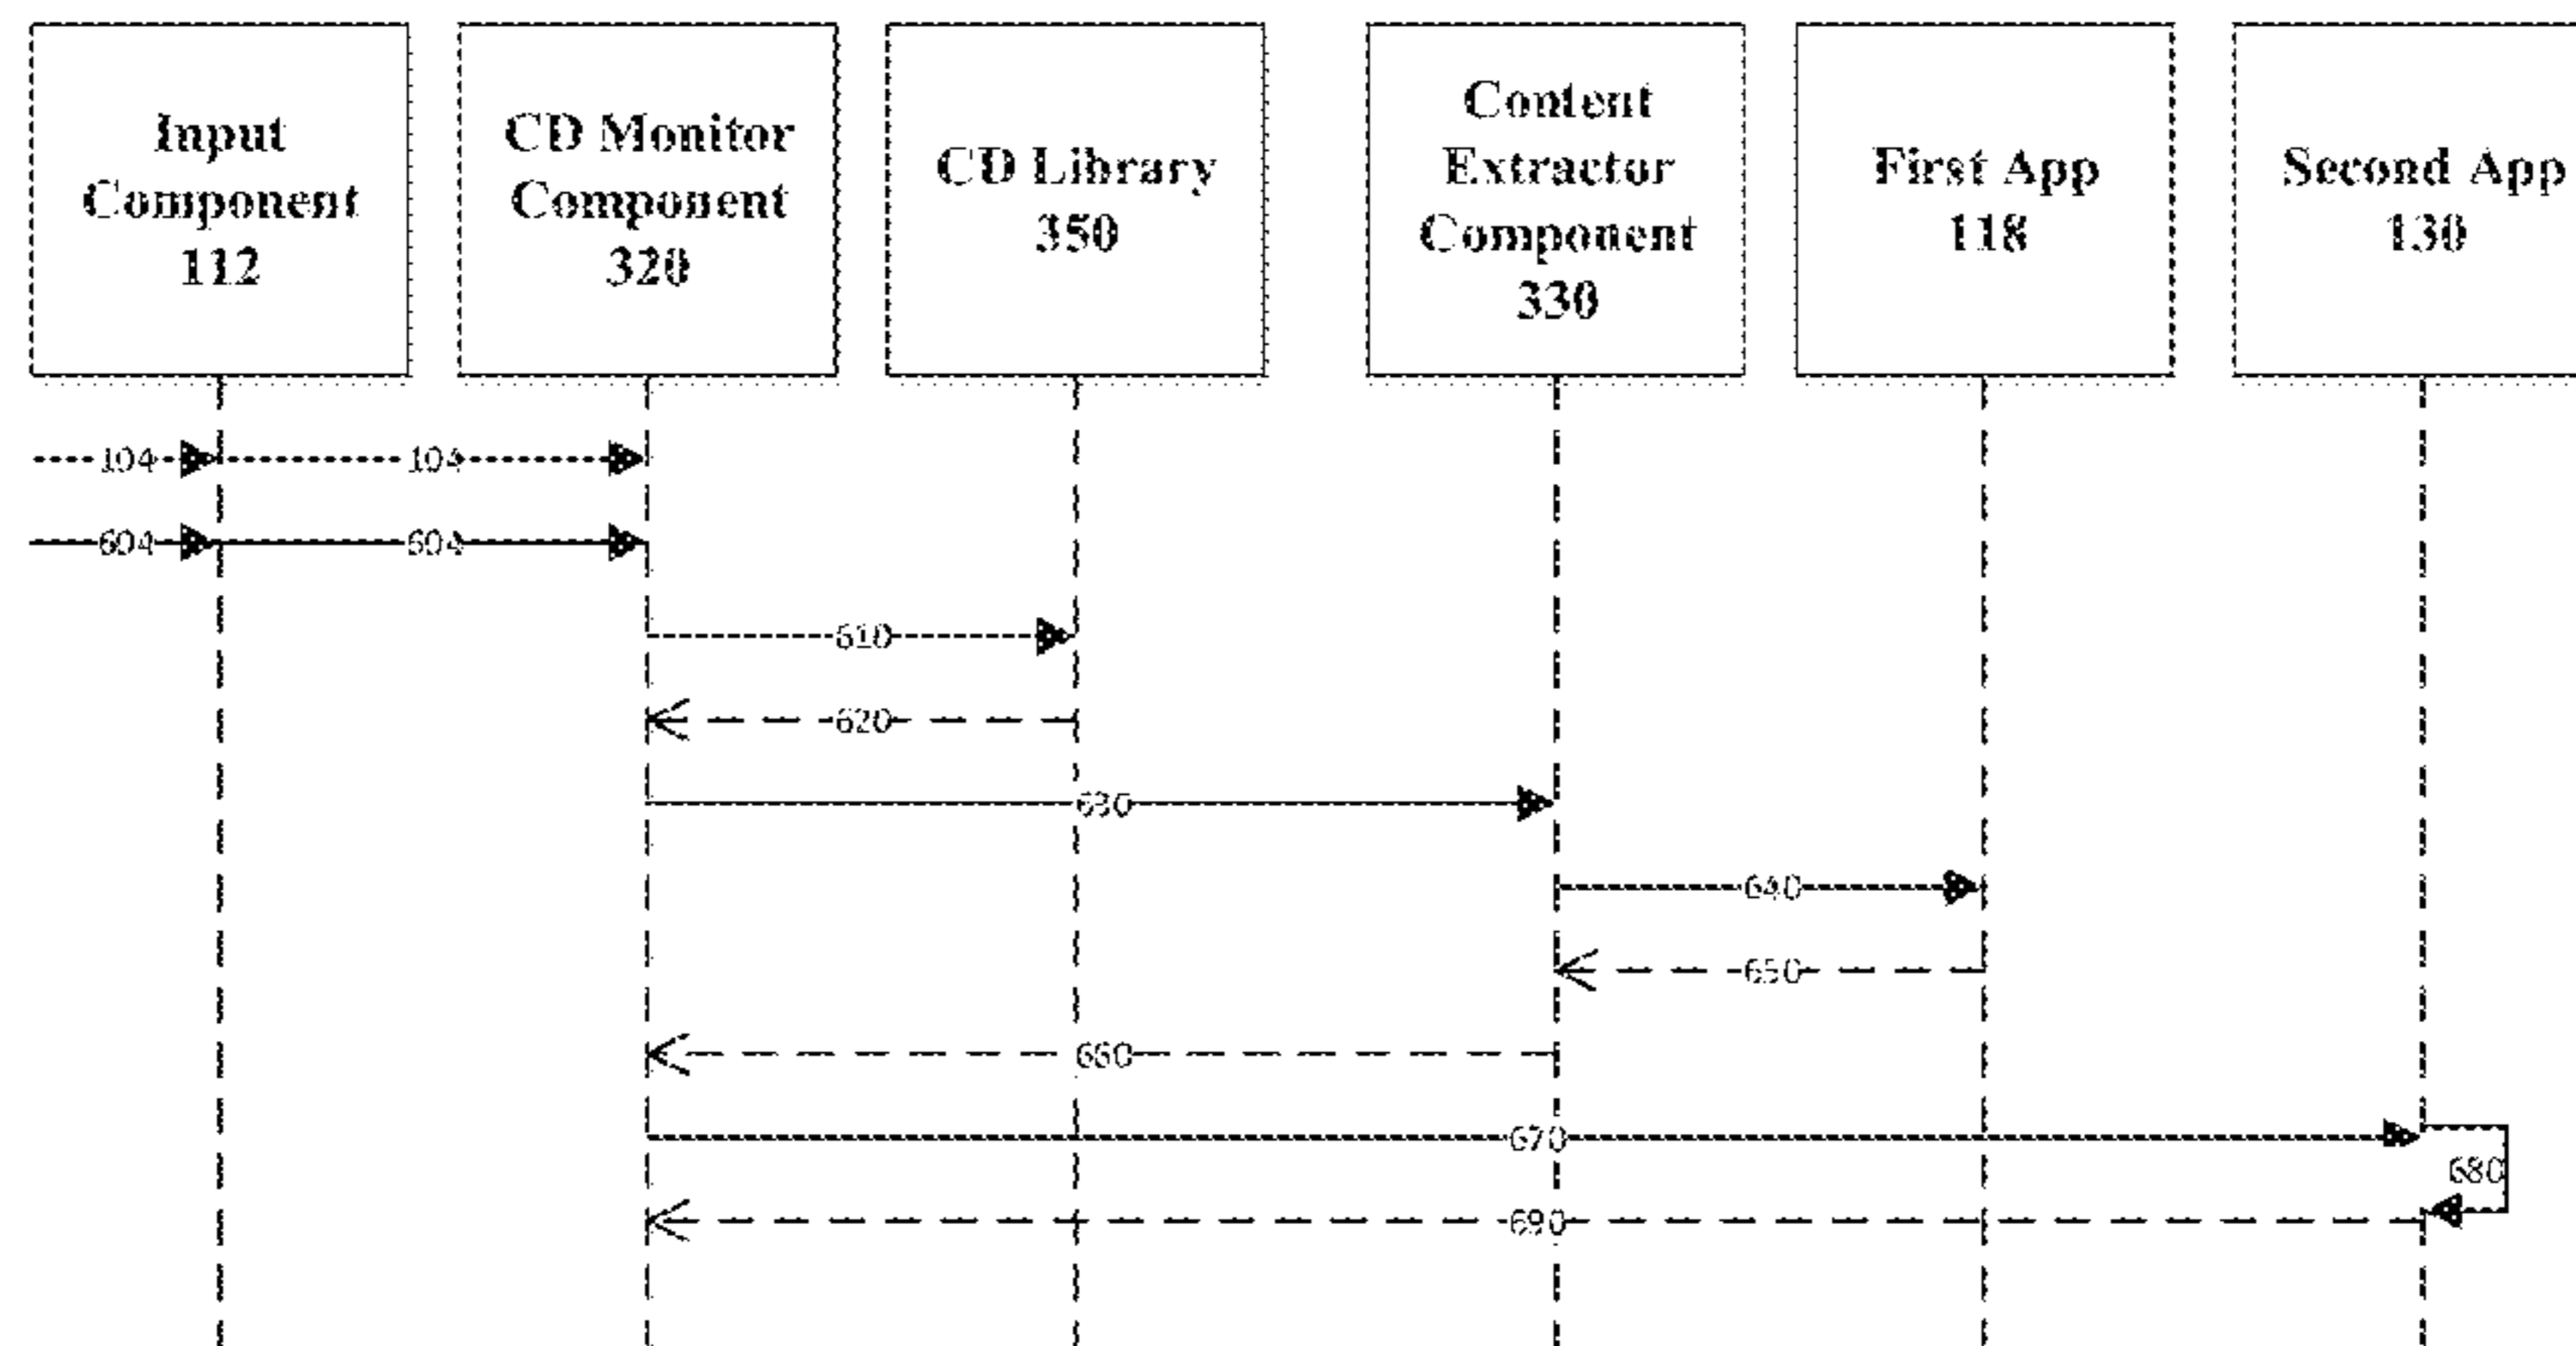 Input
Component
112
CD Monitor
Component
320
CD Library
350
Content
Extractor
Component
330
First App
118
Second App
130
104
104
604
604
610
620
630
640
650
660
670
680
690